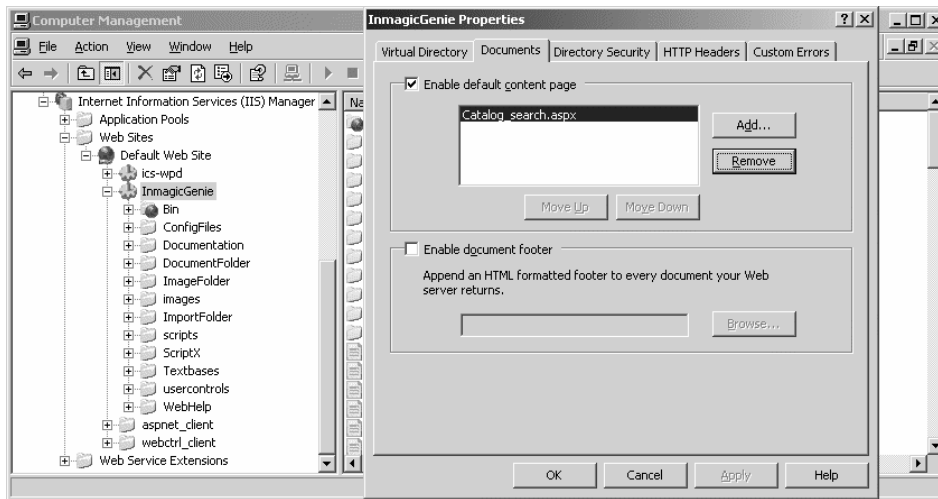 Computer Management
File Action View Window Help
Internet Information Services (IIS) Manager
Application Pools
Web Sites
Default Web Site
ics-wpd
InmagicGenie
Bin
ConfigFiles
Documentation
DocumentFolder
ImageFolder
images
ImportFolder
scripts
ScriptX
Textbases
usercontrols
WebHelp
aspnet_client
webctrl_client
Web Service Extensions
Na
InmagicGenie Properties
Virtual Directory Documents Directory Security HTTP Headers Custom Errors
Enable default content page
Catalog_search.aspx
Add...
Remove
Move Up Move Down
Enable document footer
Append an HTML formatted footer to every document your Web
server returns.
Browse...
OK Cancel Apply Help